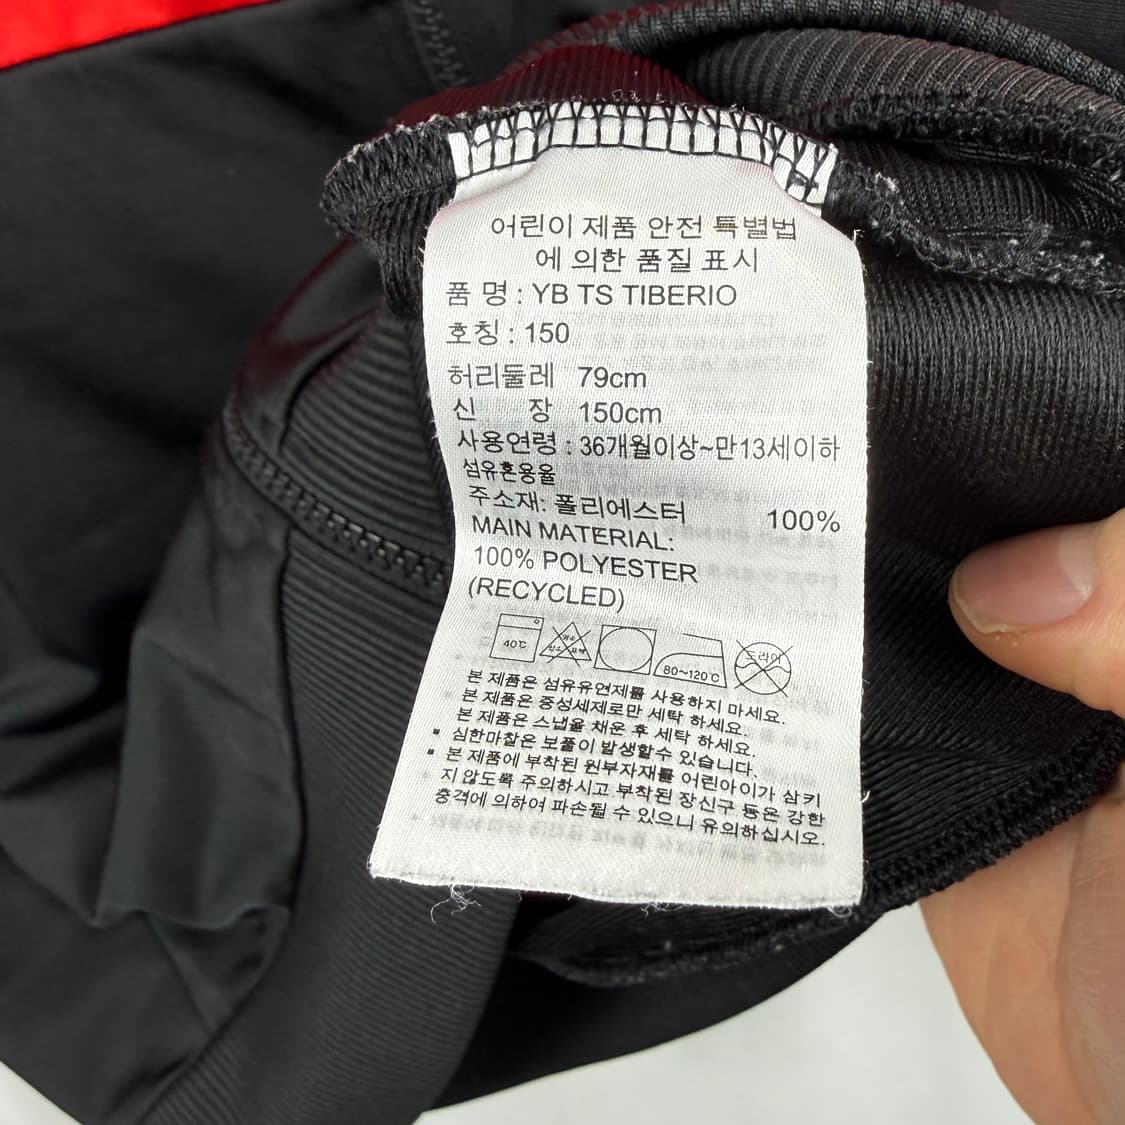 어린이 제품 안전 특별법
에 의한 품질 표시
품 명 : YB TS TIBERIO
호칭 : 150
허리둘레 79cm
신 장 150cm
사용연령 : 36개월이상~만13세이하
섬유혼용율
주소재: 폴리에스터 100%
MAIN MATERIAL:
100% POLYESTER
(RECYCLED)
40℃ 80~120℃ 드라이
본 제품은 섬유유연제를 사용하지 마세요.
본 제품은 중성세제로만 세탁 하세요.
본 제품은 스냅을 채운 후 세탁 하세요.
심한마찰은 보풀이 발생할수 있습니다.
본 제품에 부착된 원부자재를 어린아이가 삼키
지 않도록 주의하시고 부착된 장신구 등은 강한
충격에 의하여 파손될 수 있으니 유의하십시오.